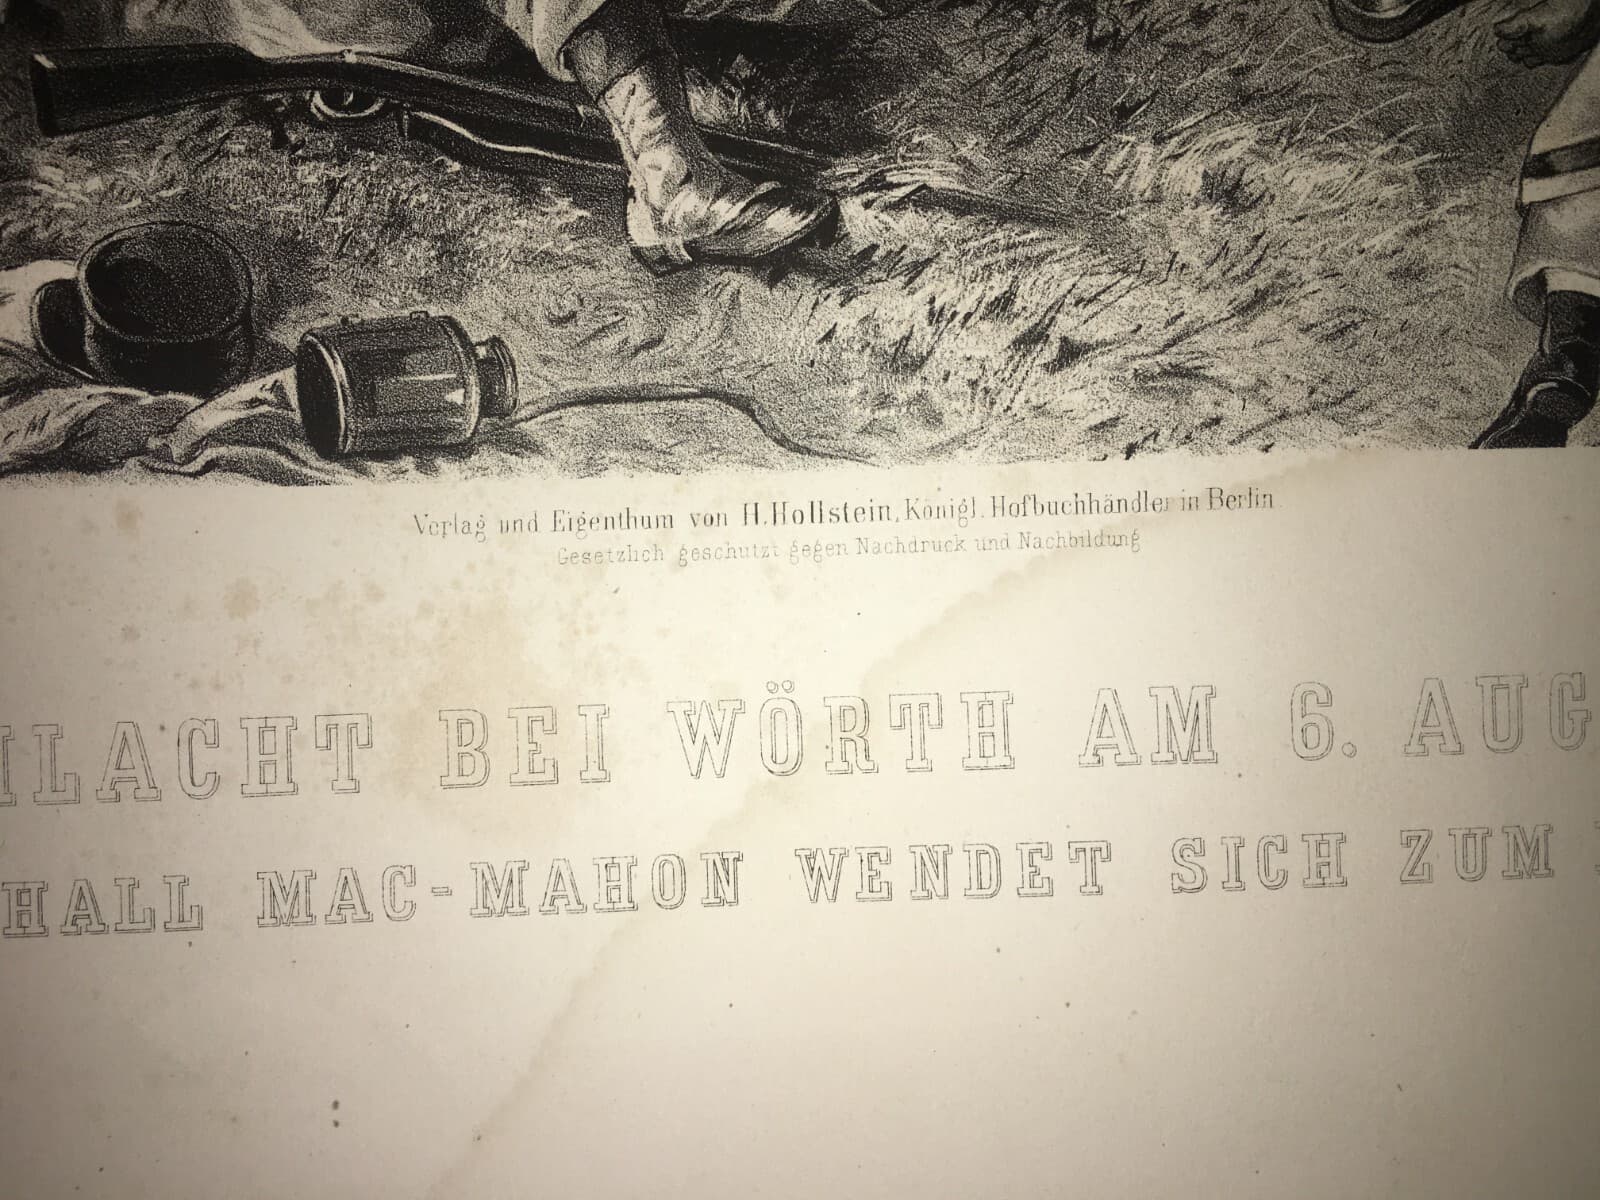 Verlag und Eigenthum von H. Hollstein, Königl. Hofbuchhändler in Berlin
Gesetzlich geschutzt gegen Nachdruck und Nachbildung
HLACHT BEI WÖRTH AM 6. AUG
HALL MAC-MAHON WENDET SICH ZUM